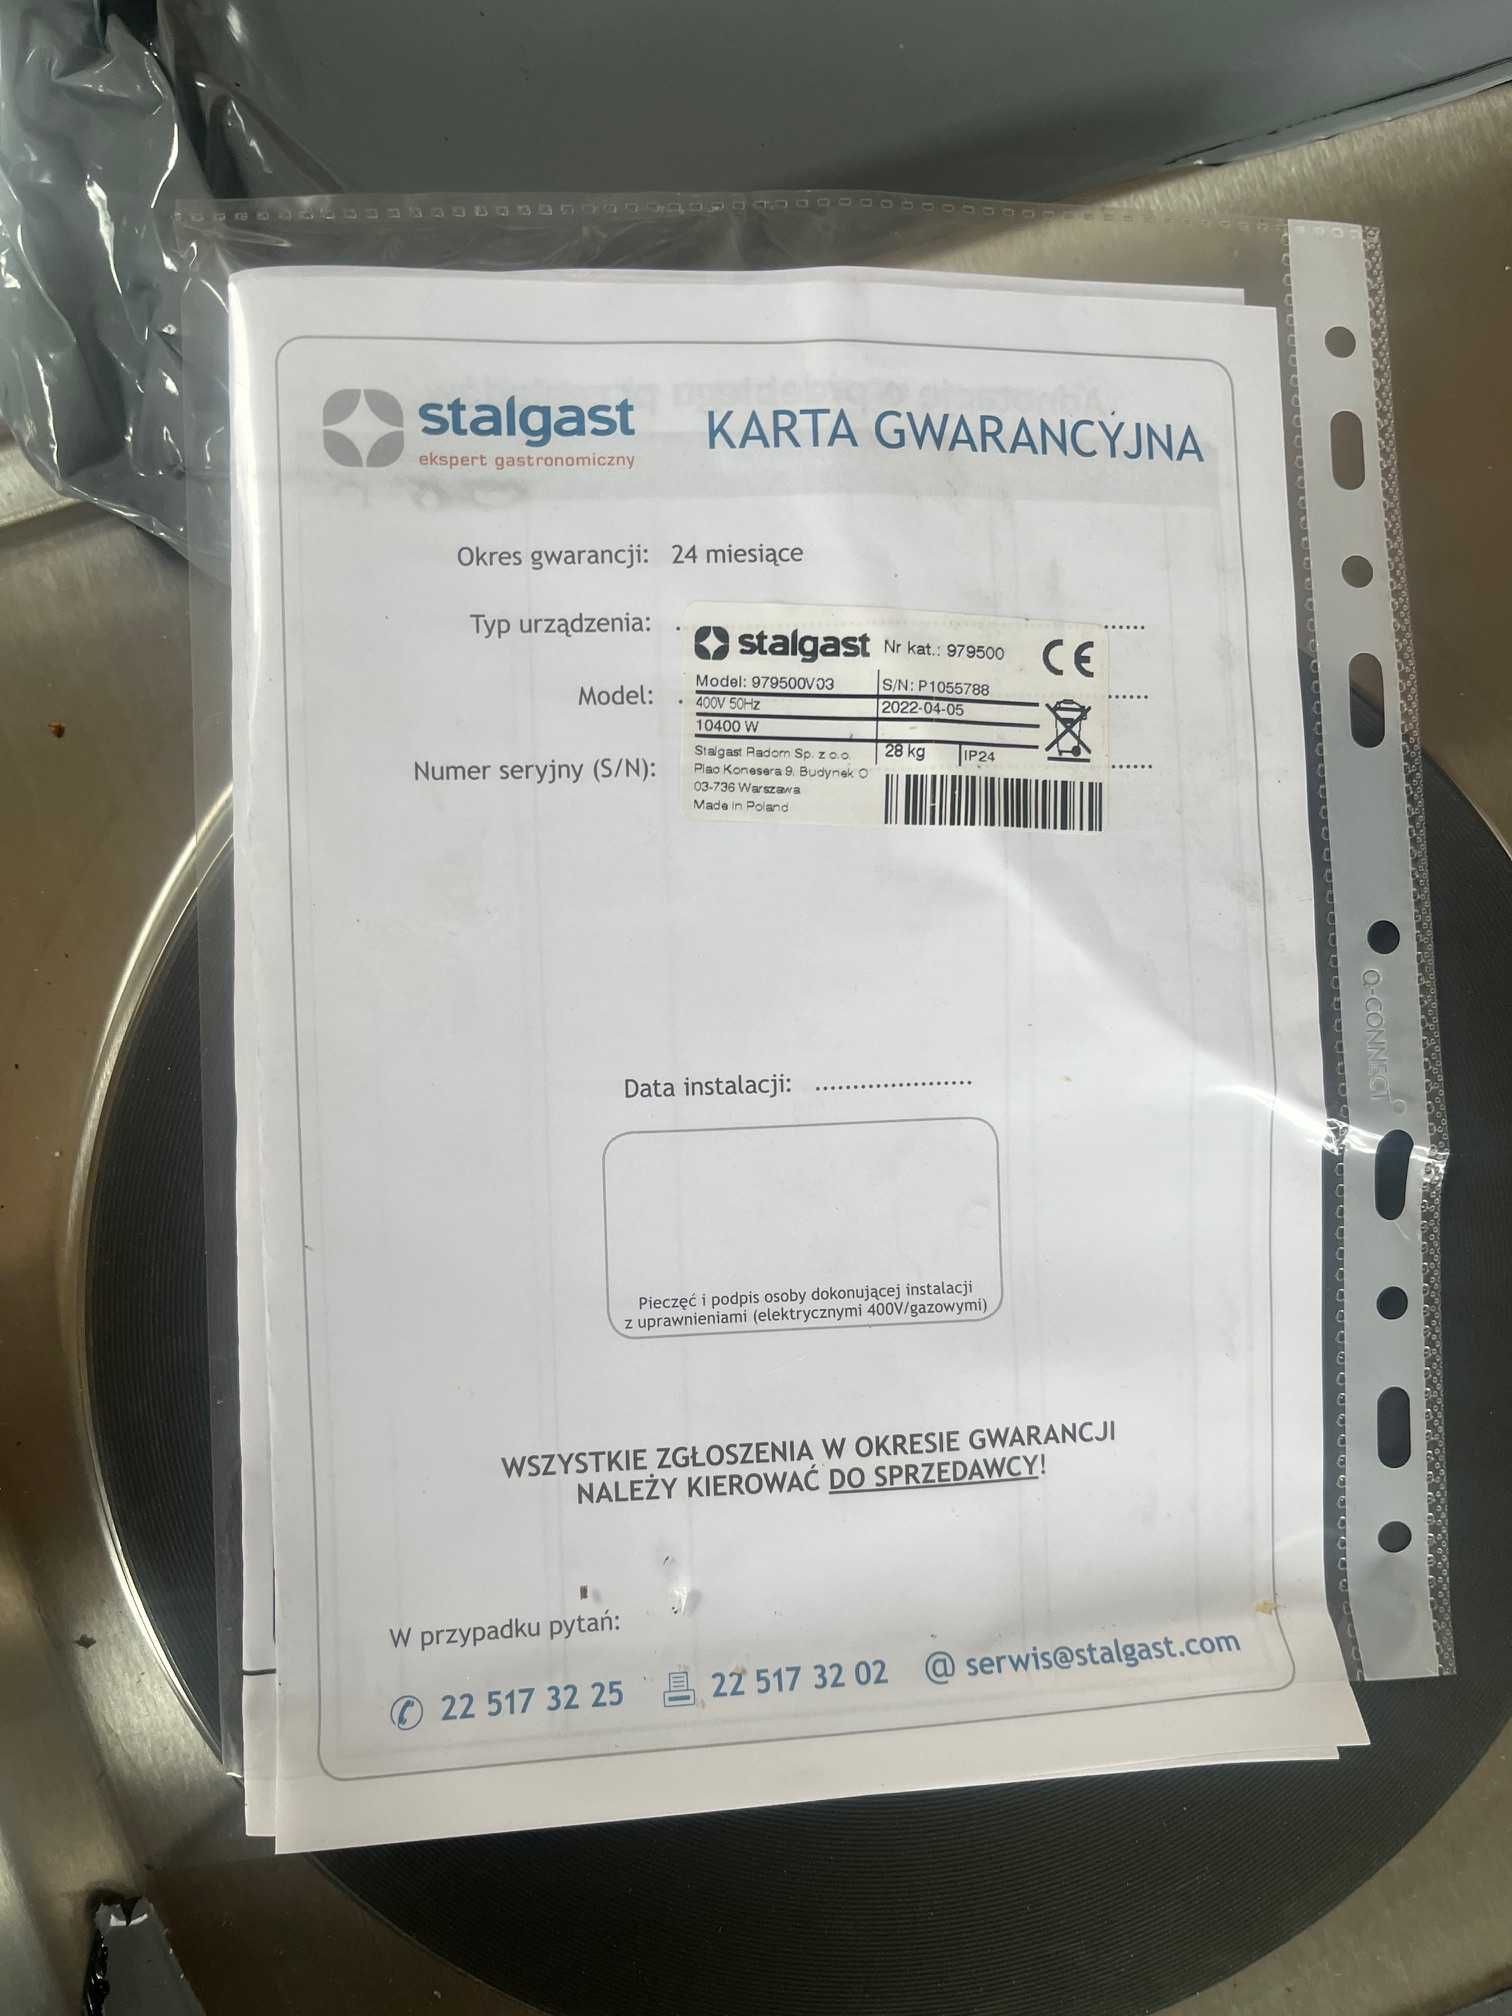 stalgast
ekspert gastronomiczny
KARTA GWARANCYJNA
Okres gwarancji: 24 miesiące
Typ urządzenia:
Model:
Numer seryjny (S/N):
stalgast Nr kat.: 979500 CE
Model: 979500V03 S/N: P1055788
400V 50Hz 2022-04-05
10400 W
Stalgast Radom Sp. z o.o. 28 kg IP24
Plac Konesera 9, Budynek O
03-736 Warszawa
Made in Poland
Data instalacji: ......................
Pieczęć i podpis osoby dokonującej instalacji
z uprawnieniami (elektrycznymi 400V/gazowymi)
WSZYSTKIE ZGŁOSZENIA W OKRESIE GWARANCJI
NALEŻY KIEROWAĆ DO SPRZEDAWCY!
W przypadku pytań:
22 517 32 25 22 517 32 02 @ serwis@stalgast.com
Q-CONNECT